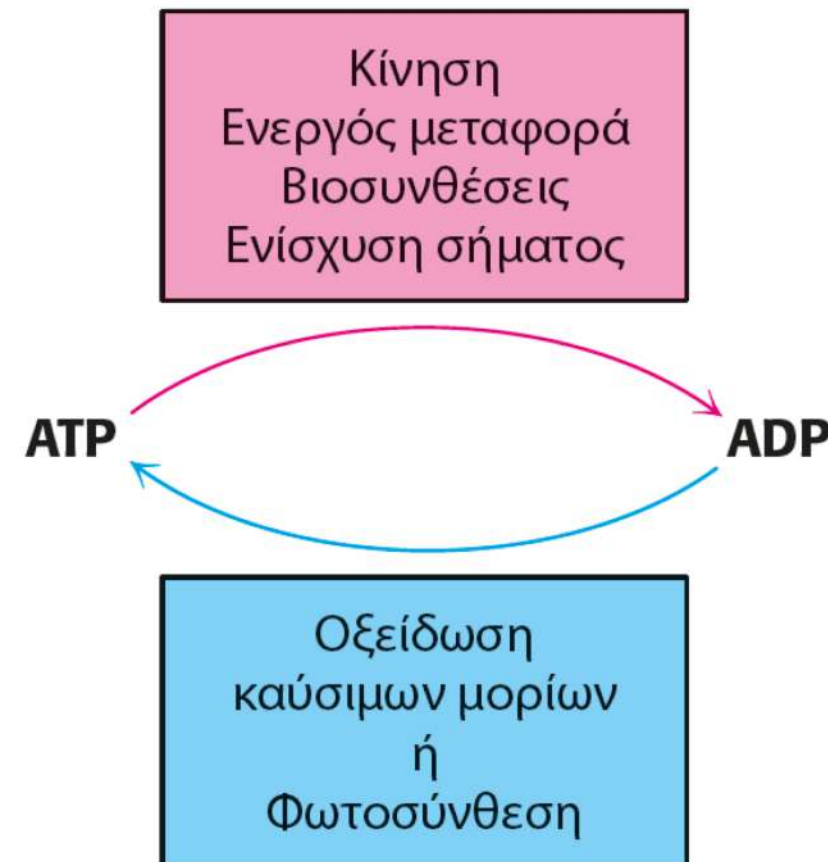 Κίνηση
Ενεργός μεταφορά
Βιοσυνθέσεις
Ενίσχυση σήματος
ATP
ADP
Οξείδωση
καύσιμων μορίων
ή
Φωτοσύνθεση